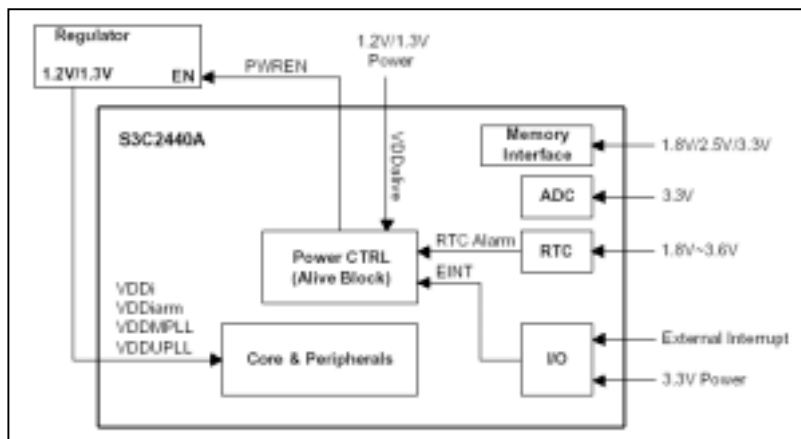 Regulator
1.2V/1.3V EN
PWREN
1.2V/1.3V
Power
S3C2440A
VDDalive
Memory
Interface
1.8V/2.5V/3.3V
ADC
3.3V
Power CTRL
(Alive Block)
RTC Alarm
RTC
1.8V~3.6V
EINT
VDDi
VDDiarm
VDDMPLL
VDDUPLL
Core & Peripherals
I/O
External Interrupt
3.3V Power